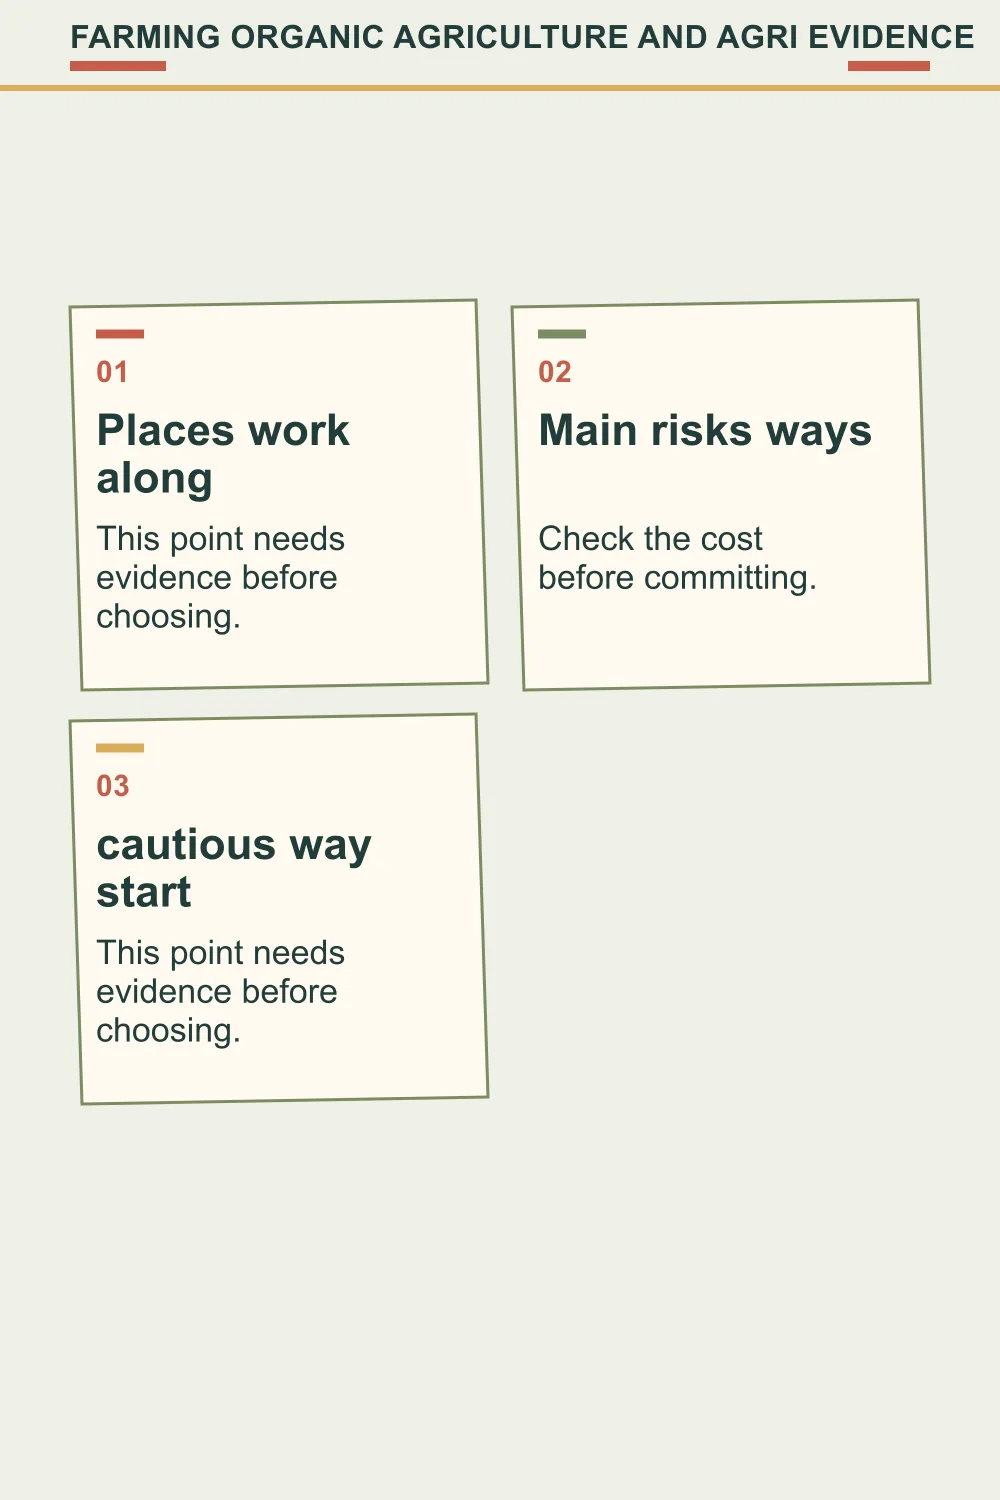 FARMING ORGANIC AGRICULTURE AND AGRI EVIDENCE
01
Places work
along
This point needs
evidence before
choosing.
02
Main risks ways
Check the cost
before committing.
03
cautious way
start
This point needs
evidence before
choosing.